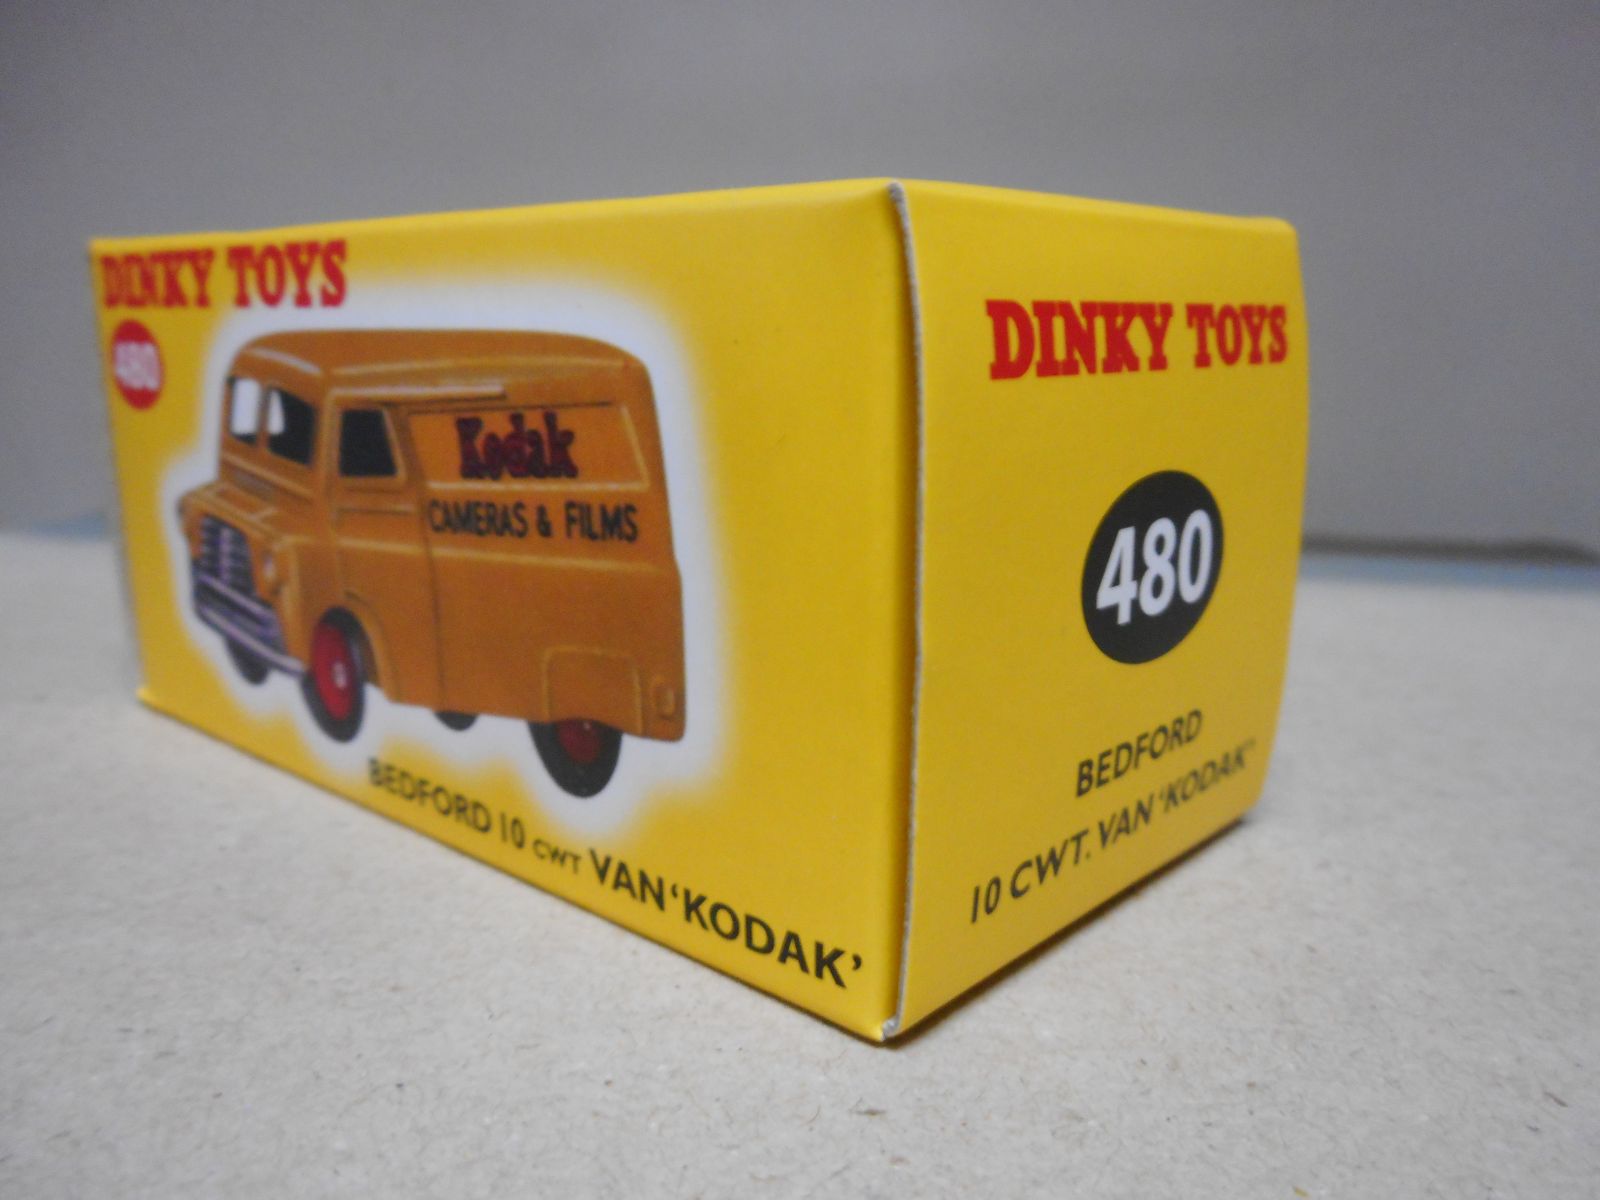 DINKY TOYS
480
Kodak
CAMERAS & FILMS
BEDFORD 10 CWT VAN ‘KODAK’
DINKY TOYS
480
BEDFORD
10 CWT. VAN ‘KODAK’